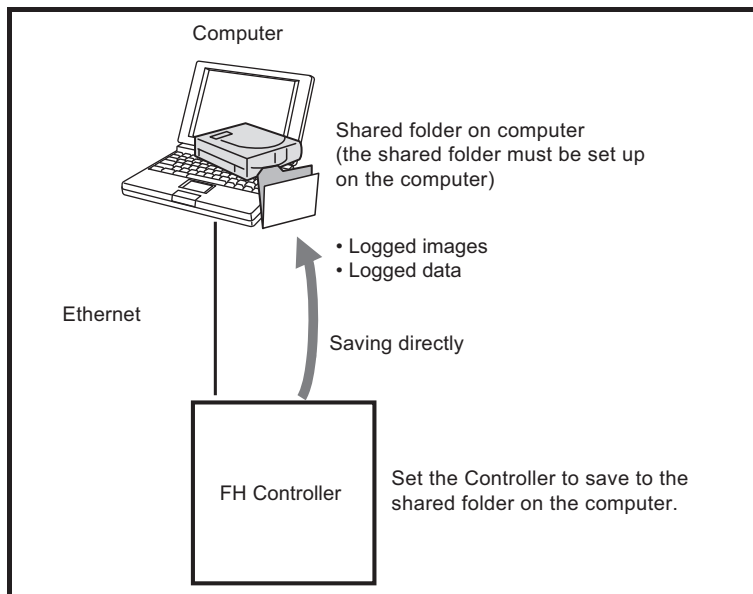 Computer
Shared folder on computer
(the shared folder must be set up
on the computer)
• Logged images
• Logged data
Ethernet
Saving directly
FH Controller
Set the Controller to save to the
shared folder on the computer.